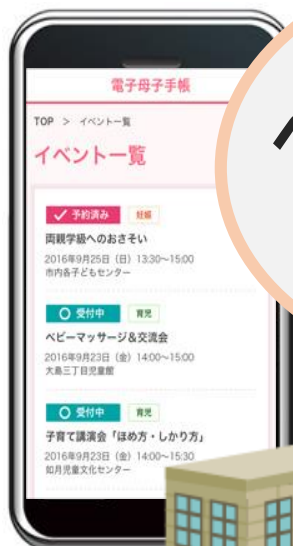 電子母子手帳
TOP > イベント一覧
イベント一覧
✓ 予約済み 妊娠
両親学級へのおさそい
2016年9月25日（日）13:30～15:00
市内各子どもセンター
○ 受付中 育児
ベビーマッサージ＆交流会
2016年9月23日（金）14:00～15:00
大島三丁目児童館
○ 受付中 育児
子育て講演会「ほめ方・しかり方」
2016年9月23日（金）14:00～15:30
如月児童文化センター